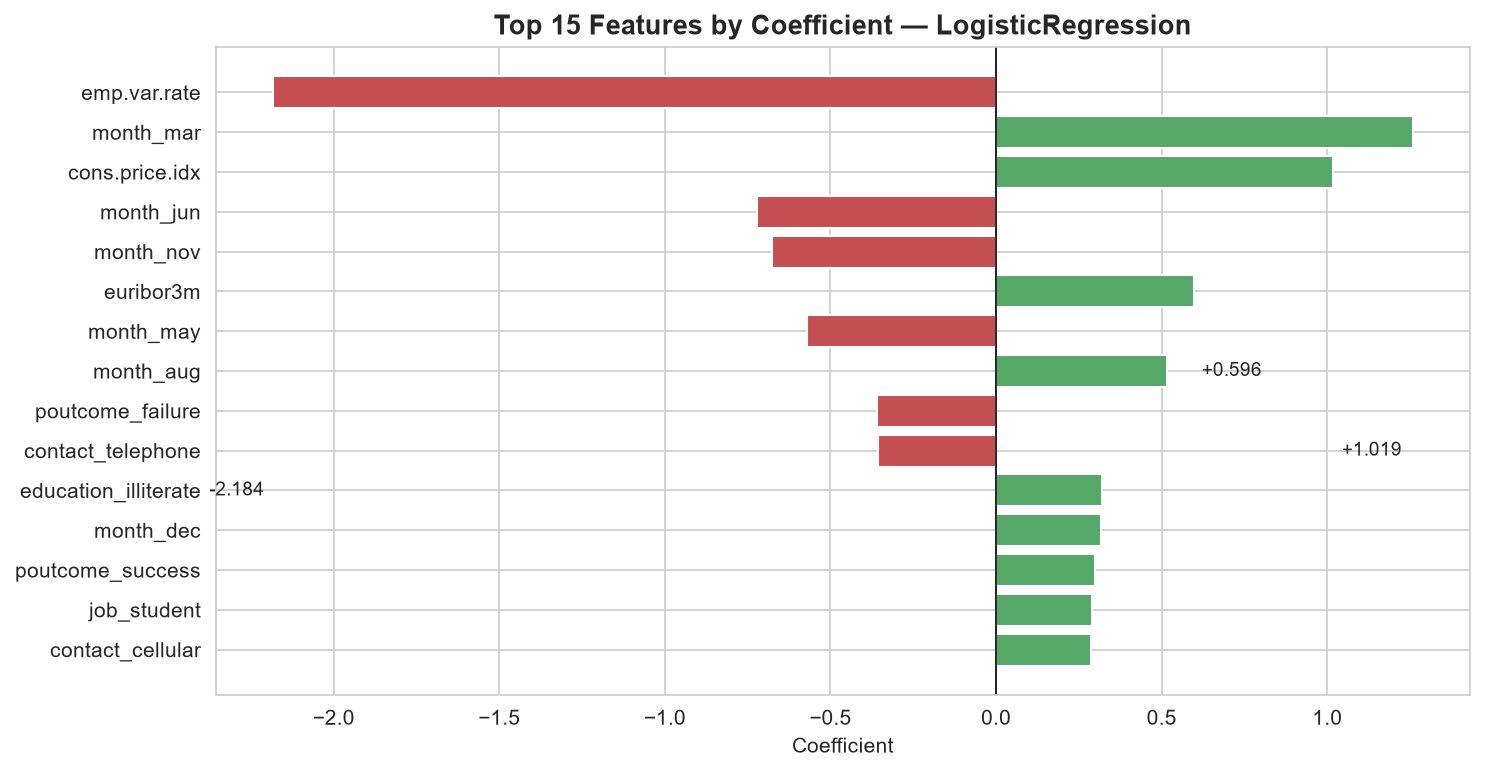 Top 15 Features by Coefficient — LogisticRegression
emp.var.rate
month_mar
cons.price.idx
month_jun
month_nov
euribor3m
month_may
month_aug
+0.596
poutcome_failure
contact_telephone
+1.019
education_illiterate
-2.184
month_dec
poutcome_success
job_student
contact_cellular
−2.0 −1.5 −1.0 −0.5 0.0 0.5 1.0
Coefficient